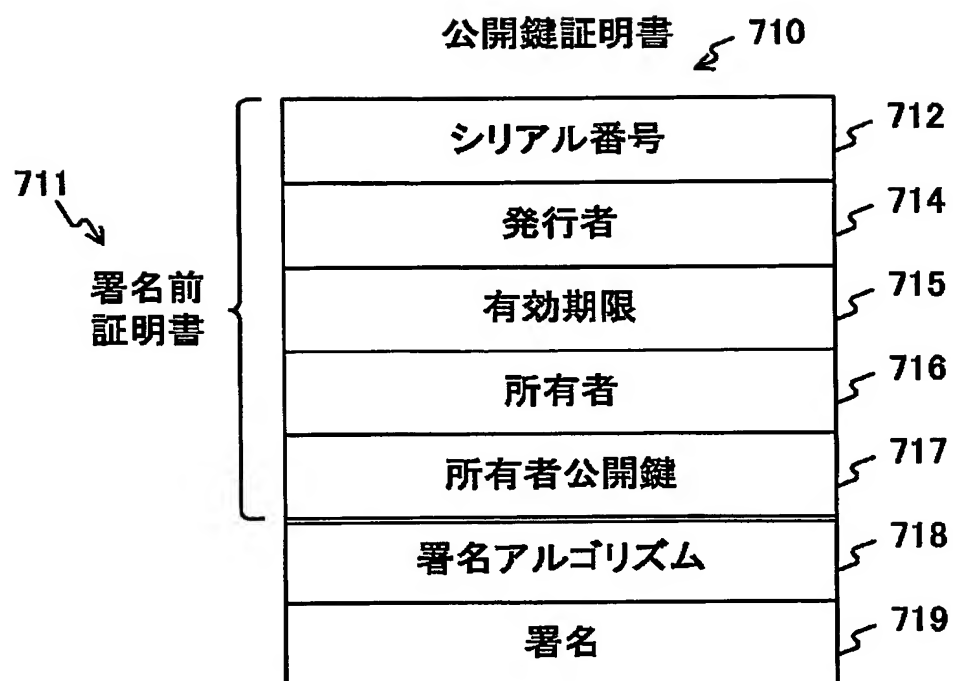 公開鍵証明書 710
シリアル番号 712
発行者 714
711
有効期限 715
署名前
証明書
所有者 716
所有者公開鍵 717
署名アルゴリズム 718
署名 719